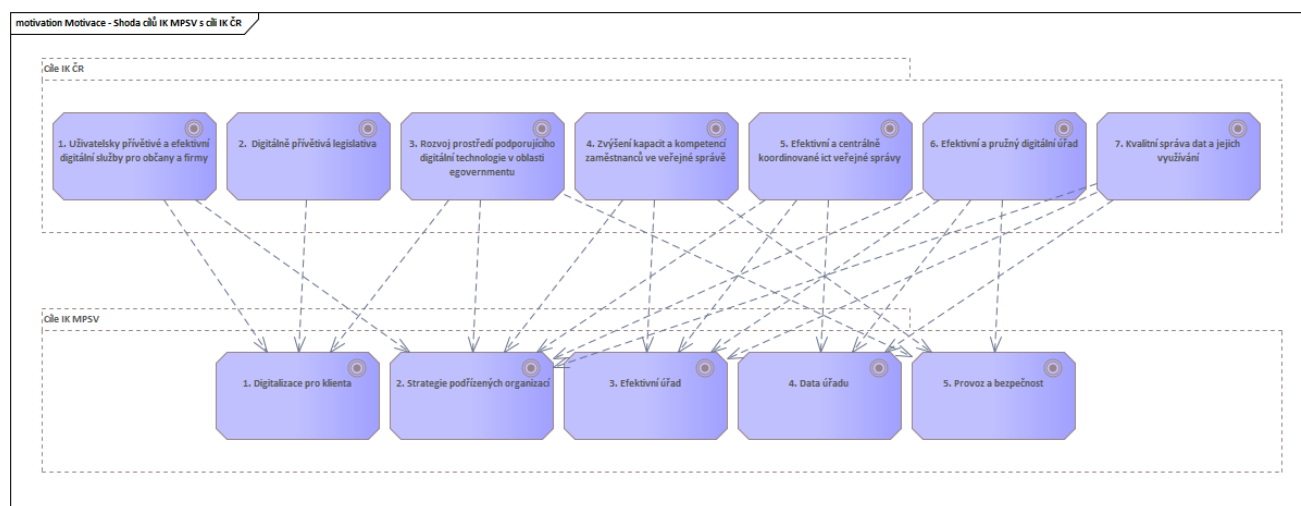 motivation Motivace - Shoda cílů IK MPSV s cíli IK ČR
Cíle IK ČR
1. Uživatelsky přívětivé a efektivní
digitální služby pro občany a firmy
2. Digitálně přívětivá legislativa
3. Rozvoj prostředí podporujícího
digitální technologie v oblasti
egovernmentu
4. Zvýšení kapacit a kompetencí
zaměstnanců ve veřejné správě
5. Efektivní a centrálně
koordinované ict veřejné správy
6. Efektivní a pružný digitální úřad
7. Kvalitní správa dat a jejich
využívání
Cíle IK MPSV
1. Digitalizace pro klienta
2. Strategie podřízených organizací
3. Efektivní úřad
4. Data úřadu
5. Provoz a bezpečnost